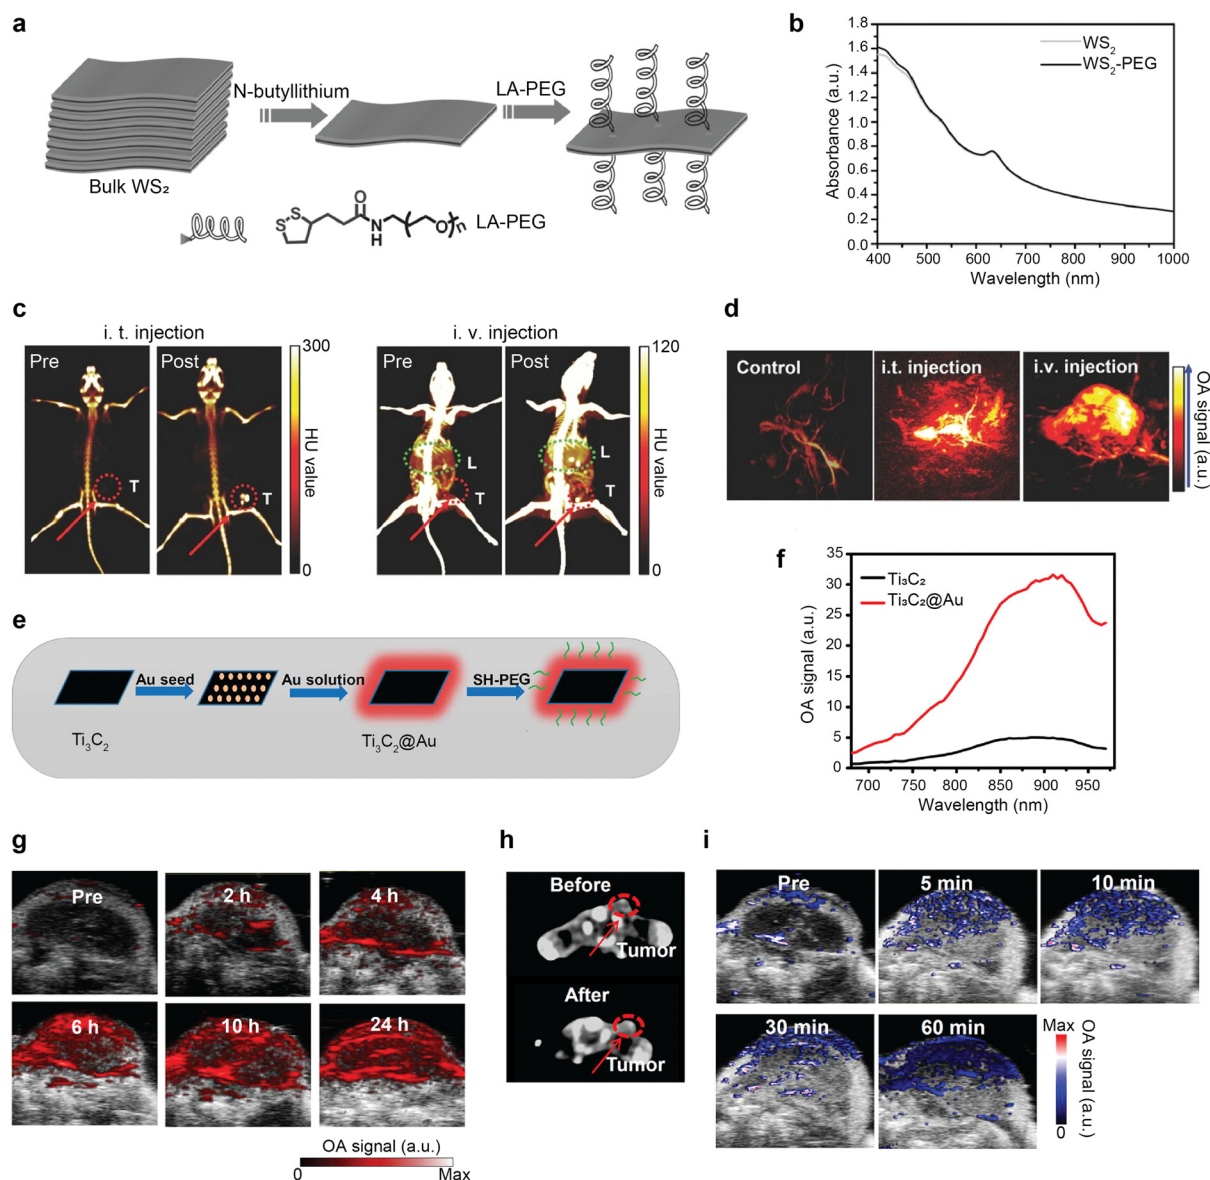 a
N-butyllithium
LA-PEG
Bulk WS₂
S
S
O
N
H
O
n
LA-PEG
b
Absorbance (a.u.)
1.8
1.6
1.4
1.2
1.0
0.8
0.6
0.4
0.2
0.0
WS₂
WS₂-PEG
400 500 600 700 800 900 1000
Wavelength (nm)
c
i. t. injection
Pre
Post
T
T
300
HU value
0
i. v. injection
Pre
Post
L
T
L
T
120
HU value
0
d
Control
i.t. injection
i.v. injection
OA signal (a.u.)
e
Au seed
Au solution
SH-PEG
Ti₃C₂
Ti₃C₂@Au
f
OA signal (a.u.)
35
30
25
20
15
10
5
0
Ti₃C₂
Ti₃C₂@Au
700 750 800 850 900 950
Wavelength (nm)
g
Pre
2 h
4 h
6 h
10 h
24 h
OA signal (a.u.)
0 Max
h
Before
Tumor
After
Tumor
i
Pre
5 min
10 min
30 min
60 min
Max
OA signal (a.u.)
0